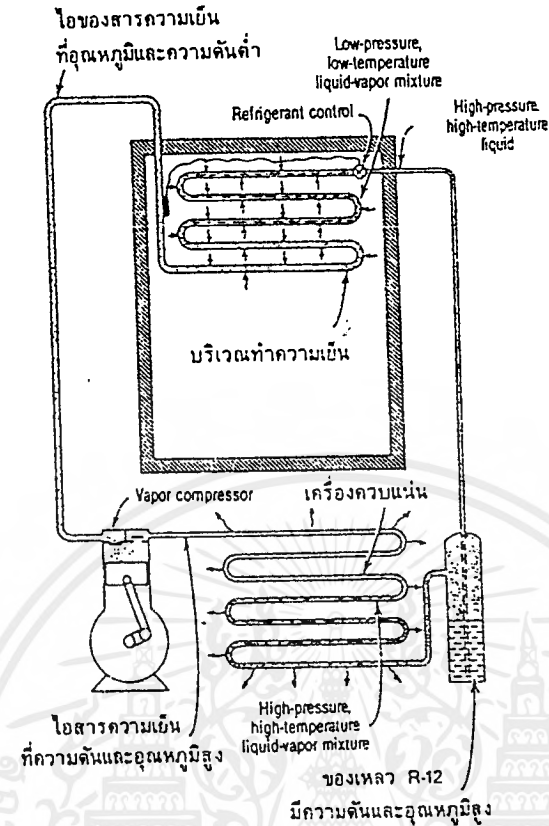 ไอของสารความเย็น
ที่อุณหภูมิและความดันต่ำ
Low-pressure,
low-temperature
liquid-vapor mixture
Refrigerant control
High-pressure,
high-temperature
liquid
บริเวณทำความเย็น
Vapor compressor
เครื่องควบแน่น
ไอสารความเย็น
ที่ความดันและอุณหภูมิสูง
High-pressure,
high-temperature
liquid-vapor mixture
ของเหลว R-12
มีความดันและอุณหภูมิสูง